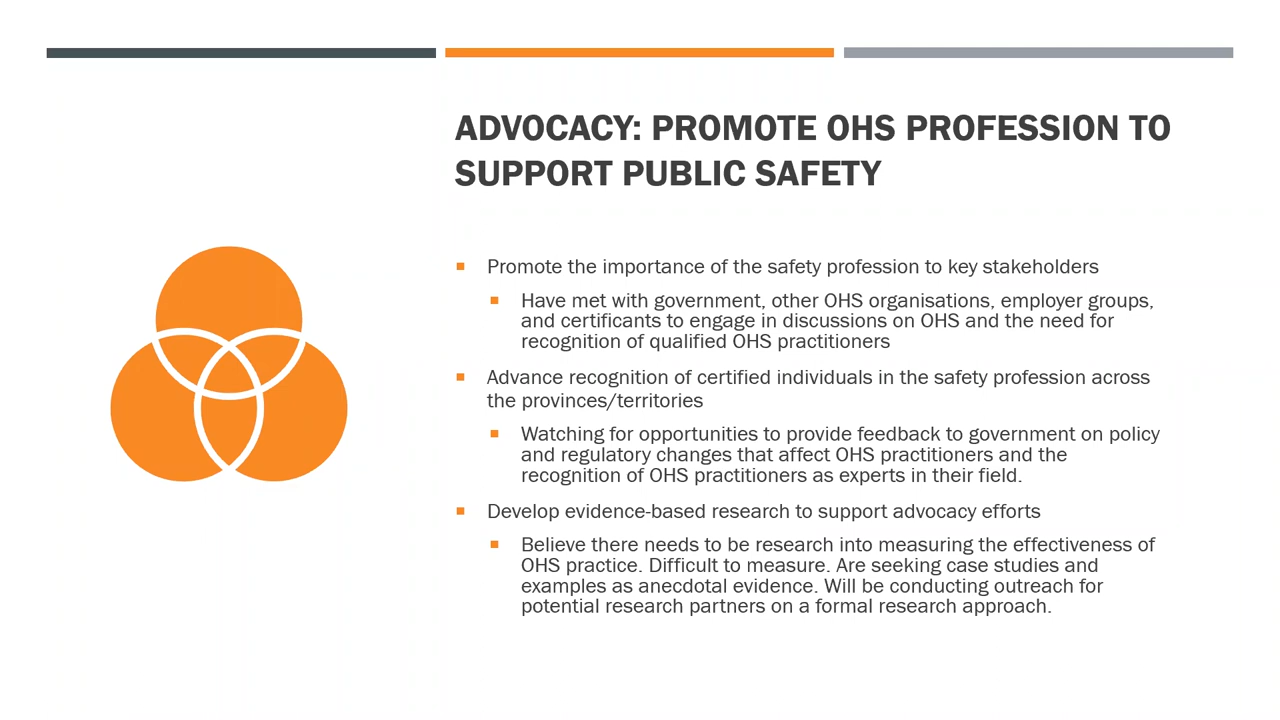 ADVOCACY: PROMOTE OHS PROFESSION TO
SUPPORT PUBLIC SAFETY
Promote the importance of the safety profession to key stakeholders
Have met with government, other OHS organisations, employer groups,
and certificants to engage in discussions on OHS and the need for
recognition of qualified OHS practitioners
Advance recognition of certified individuals in the safety profession across
the provinces/territories
Watching for opportunities to provide feedback to government on policy
and regulatory changes that affect OHS practitioners and the
recognition of OHS practitioners as experts in their field.
Develop evidence-based research to support advocacy efforts
Believe there needs to be research into measuring the effectiveness of
OHS practice. Difficult to measure. Are seeking case studies and
examples as anecdotal evidence. Will be conducting outreach for
potential research partners on a formal research approach.